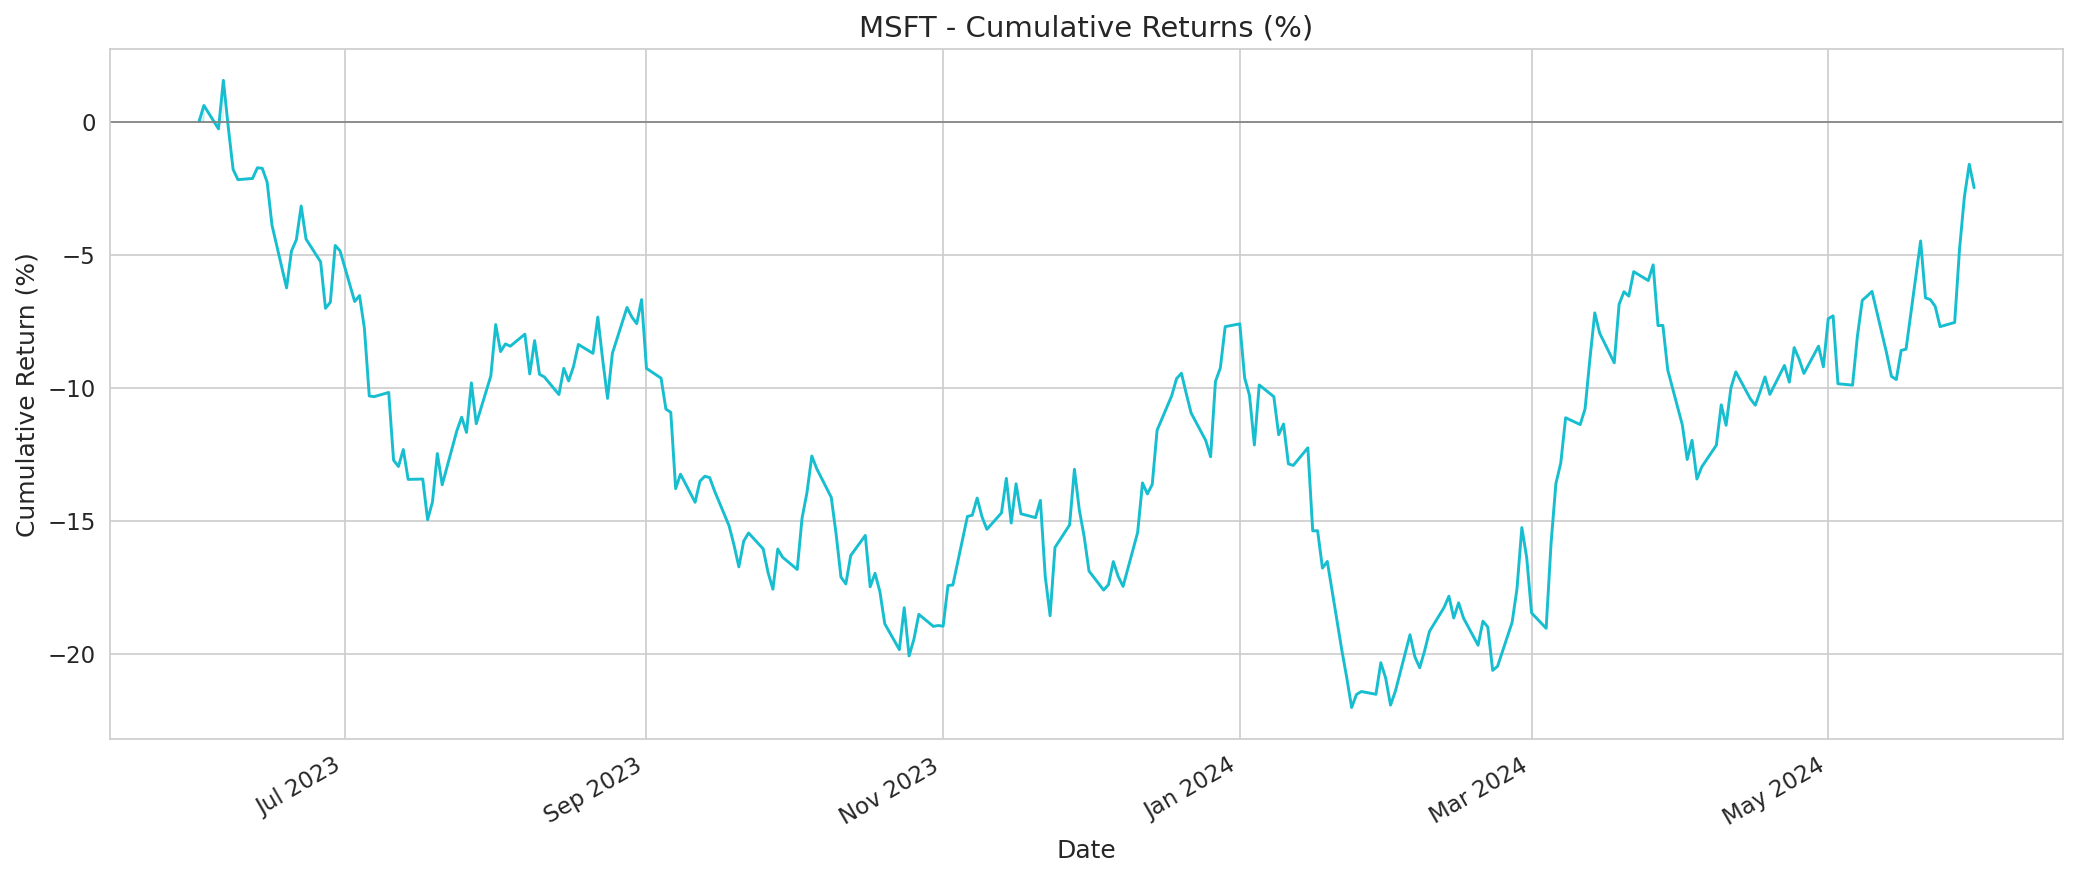 MSFT - Cumulative Returns (%)
Cumulative Return (%)
0
−5
−10
−15
−20
Jul 2023
Sep 2023
Nov 2023
Jan 2024
Mar 2024
May 2024
Date